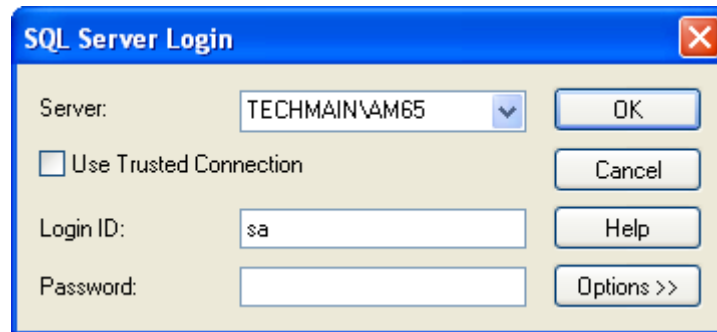 SQL Server Login
Server: TECHMAIN\AM65 OK
Use Trusted Connection Cancel
Login ID: sa Help
Password: Options >>